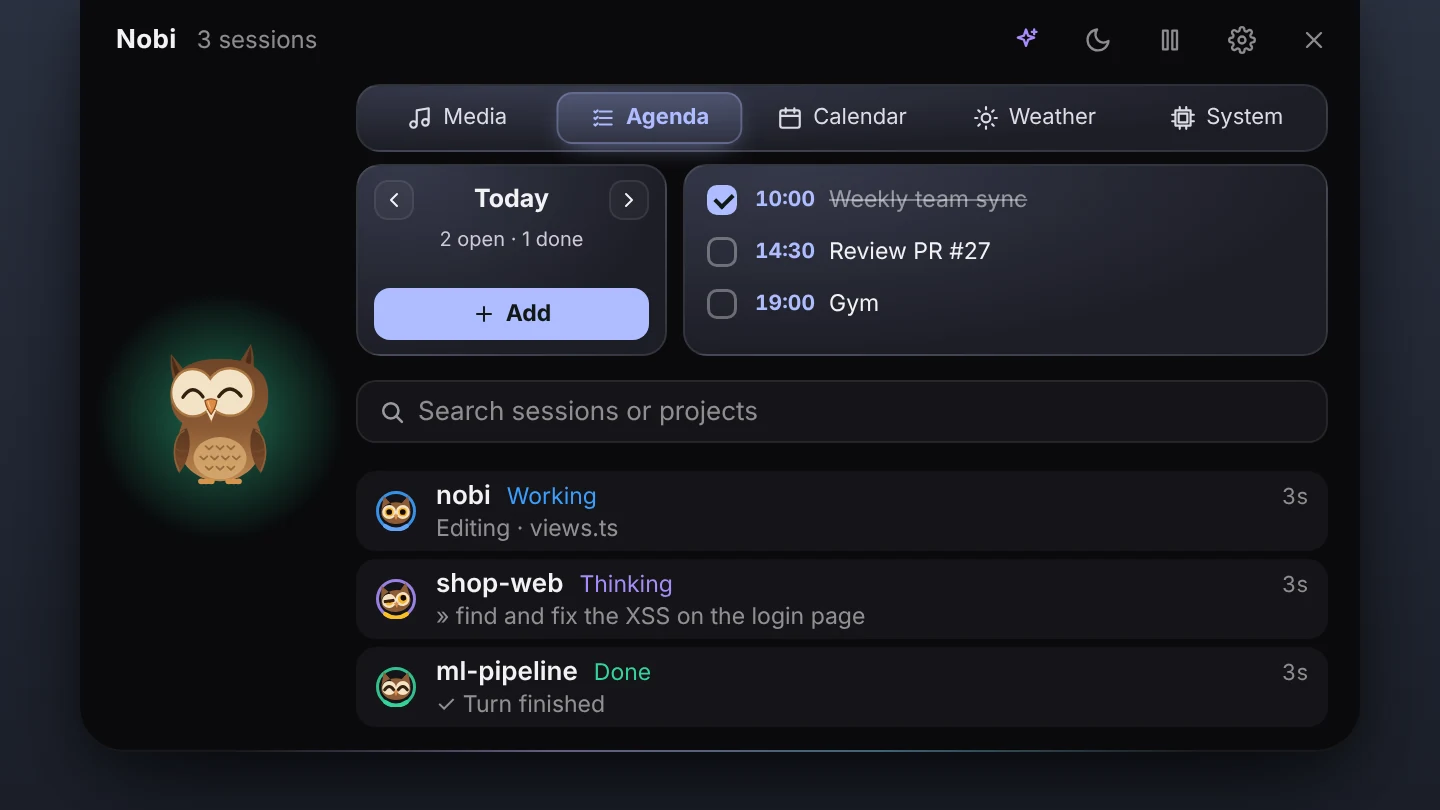 Nobi 3 sessions
Media Agenda Calendar Weather System
Today
2 open · 1 done
+ Add
10:00 Weekly team sync
14:30 Review PR #27
19:00 Gym
Search sessions or projects
nobi Working 3s
Editing · views.ts
shop-web Thinking 3s
» find and fix the XSS on the login page
ml-pipeline Done 3s
✓ Turn finished